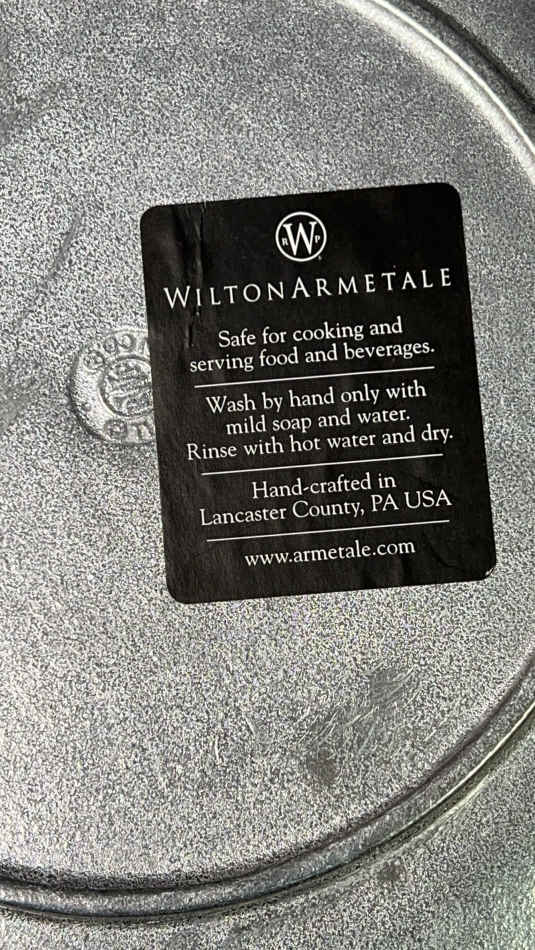 R W P
WILTONARMETALE
Safe for cooking and
serving food and beverages.
Wash by hand only with
mild soap and water.
Rinse with hot water and dry.
Hand-crafted in
Lancaster County, PA USA
www.armetale.com